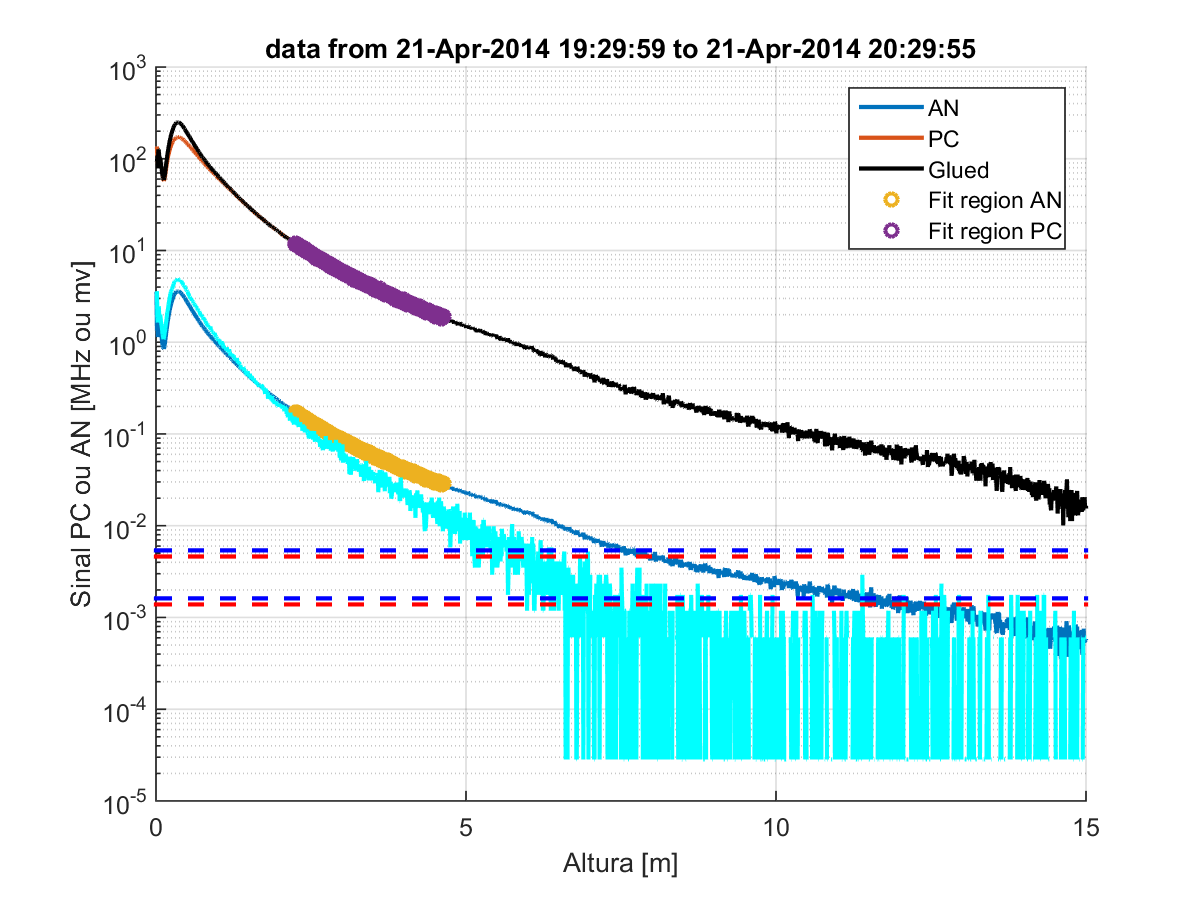 data from 21-Apr-2014 19:29:59 to 21-Apr-2014 20:29:55
Sinal PC ou AN [MHz ou mv]
10^3
10^2
10^1
10^0
10^-1
10^-2
10^-3
10^-4
10^-5
AN
PC
Glued
Fit region AN
Fit region PC
0 5 10 15
Altura [m]